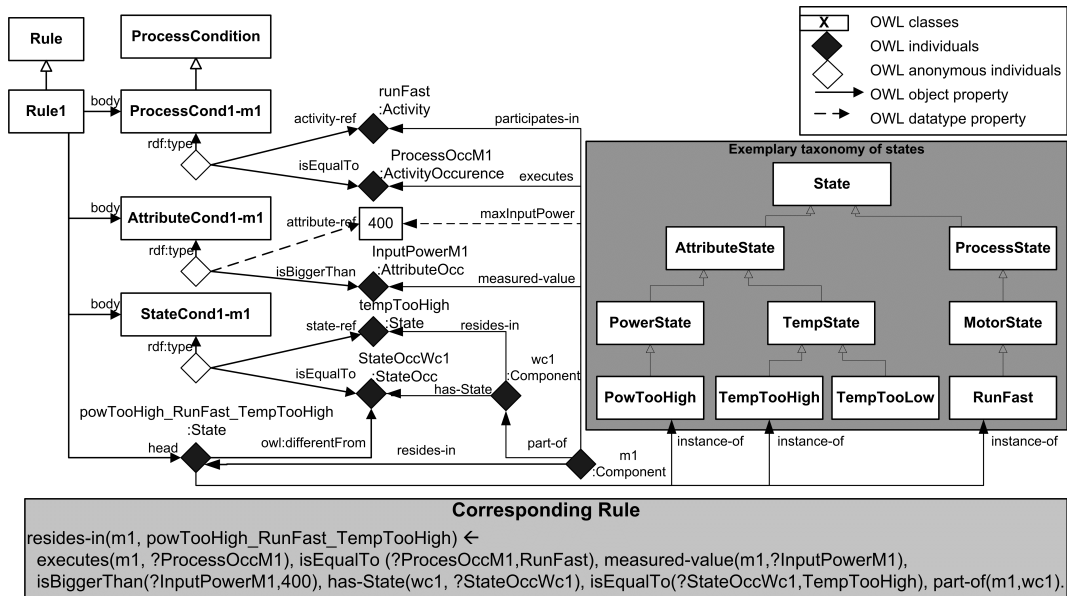 Rule
ProcessCondition
X
OWL classes
OWL individuals
OWL anonymous individuals
OWL object property
OWL datatype property
Rule1
body
ProcessCond1-m1
rdf:type
activity-ref
runFast
:Activity
participates-in
isEqualTo
ProcessOccM1
:ActivityOccurence
executes
body
AttributeCond1-m1
rdf:type
attribute-ref
400
maxInputPower
isBiggerThan
InputPowerM1
:AttributeOcc
measured-value
body
StateCond1-m1
rdf:type
state-ref
tempTooHigh
:State
resides-in
isEqualTo
StateOccWc1
:StateOcc
has-State
wc1
:Component
powTooHigh_RunFast_TempTooHigh
:State
head
owl:differentFrom
resides-in
part-of
m1
:Component
Exemplary taxonomy of states
State
AttributeState
ProcessState
PowerState
TempState
MotorState
PowTooHigh
TempTooHigh
TempTooLow
RunFast
instance-of
instance-of
instance-of
Corresponding Rule
resides-in(m1, powTooHigh_RunFast_TempTooHigh) ←
executes(m1, ?ProcessOccM1), isEqualTo (?ProcesOccM1,RunFast), measured-value(m1,?InputPowerM1),
isBiggerThan(?InputPowerM1,400), has-State(wc1, ?StateOccWc1), isEqualTo(?StateOccWc1,TempTooHigh), part-of(m1,wc1).